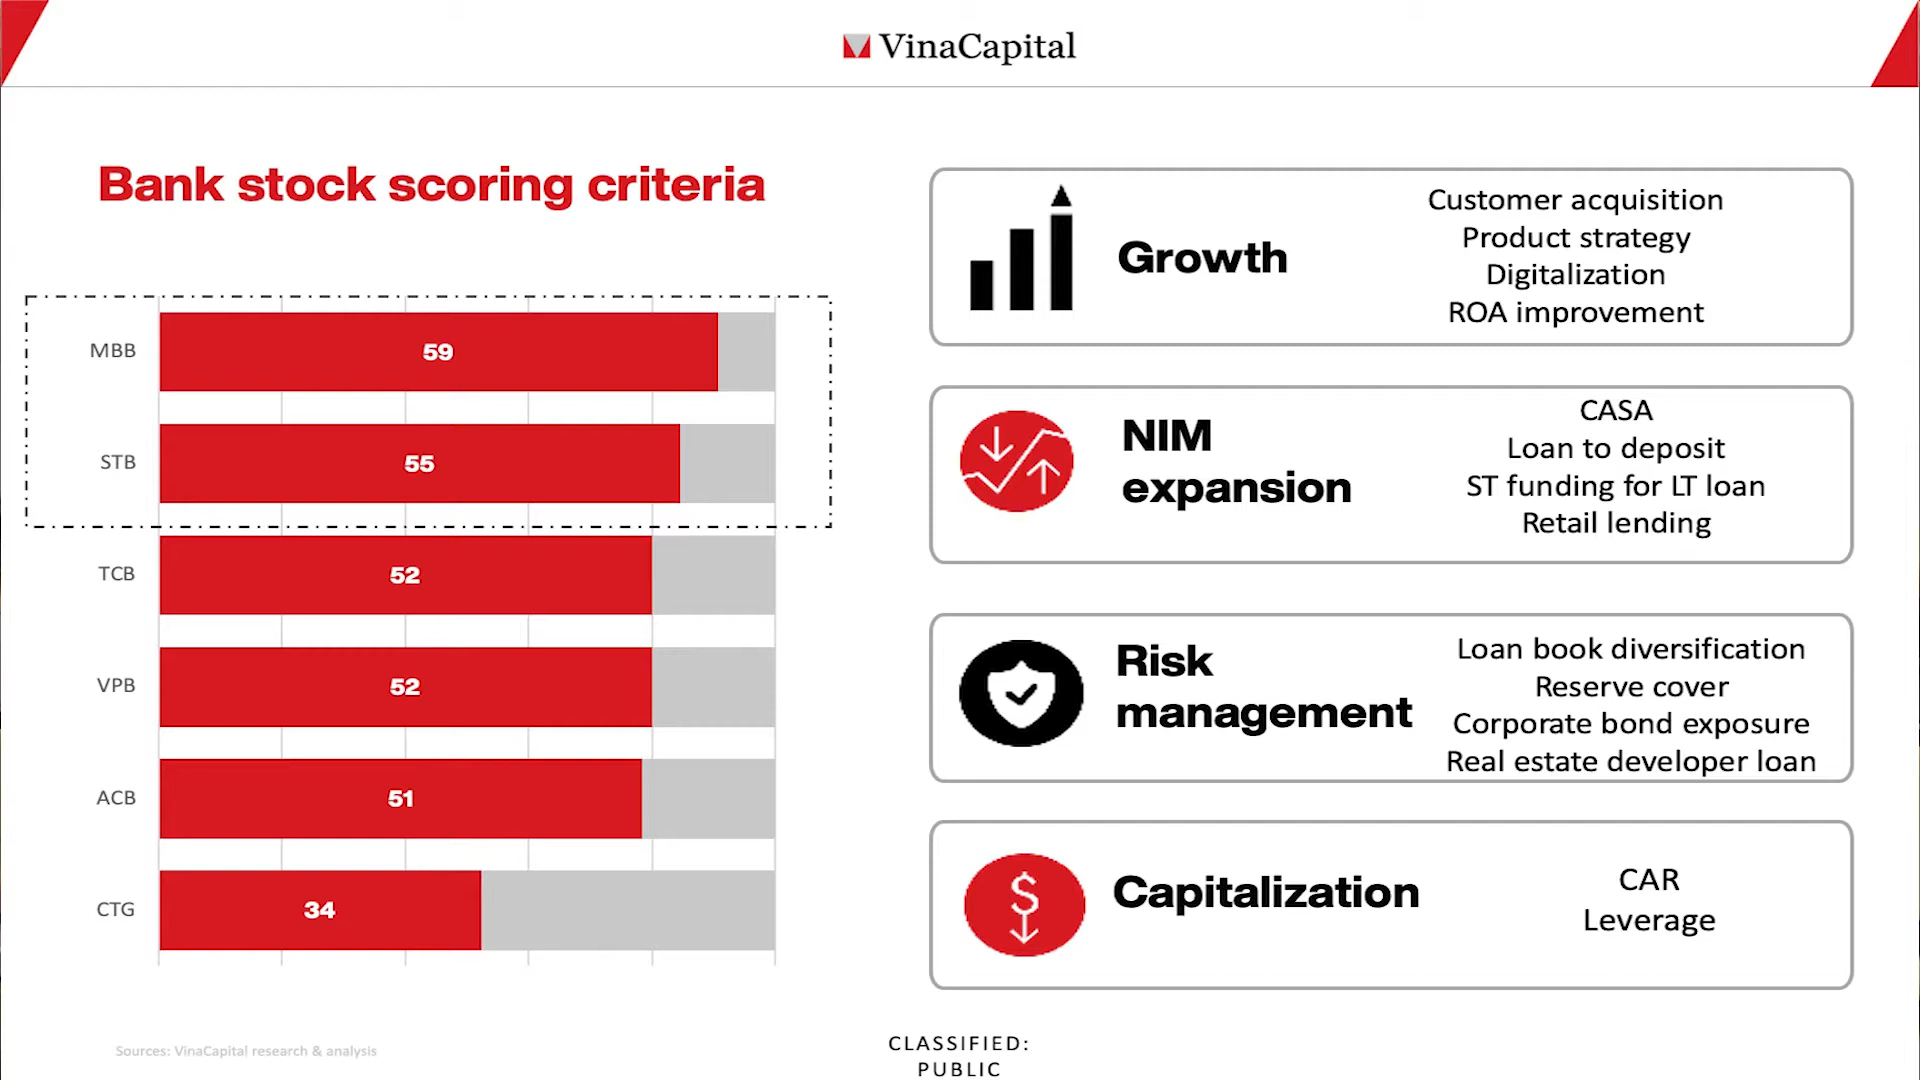 VinaCapital
Bank stock scoring criteria
MBB
59
STB
55
TCB
52
VPB
52
ACB
51
CTG
34
Growth
Customer acquisition
Product strategy
Digitalization
ROA improvement
NIM
expansion
CASA
Loan to deposit
ST funding for LT loan
Retail lending
Risk
management
Loan book diversification
Reserve cover
Corporate bond exposure
Real estate developer loan
$
Capitalization
CAR
Leverage
Sources: VinaCapital research & analysis
CLASSIFIED:
PUBLIC